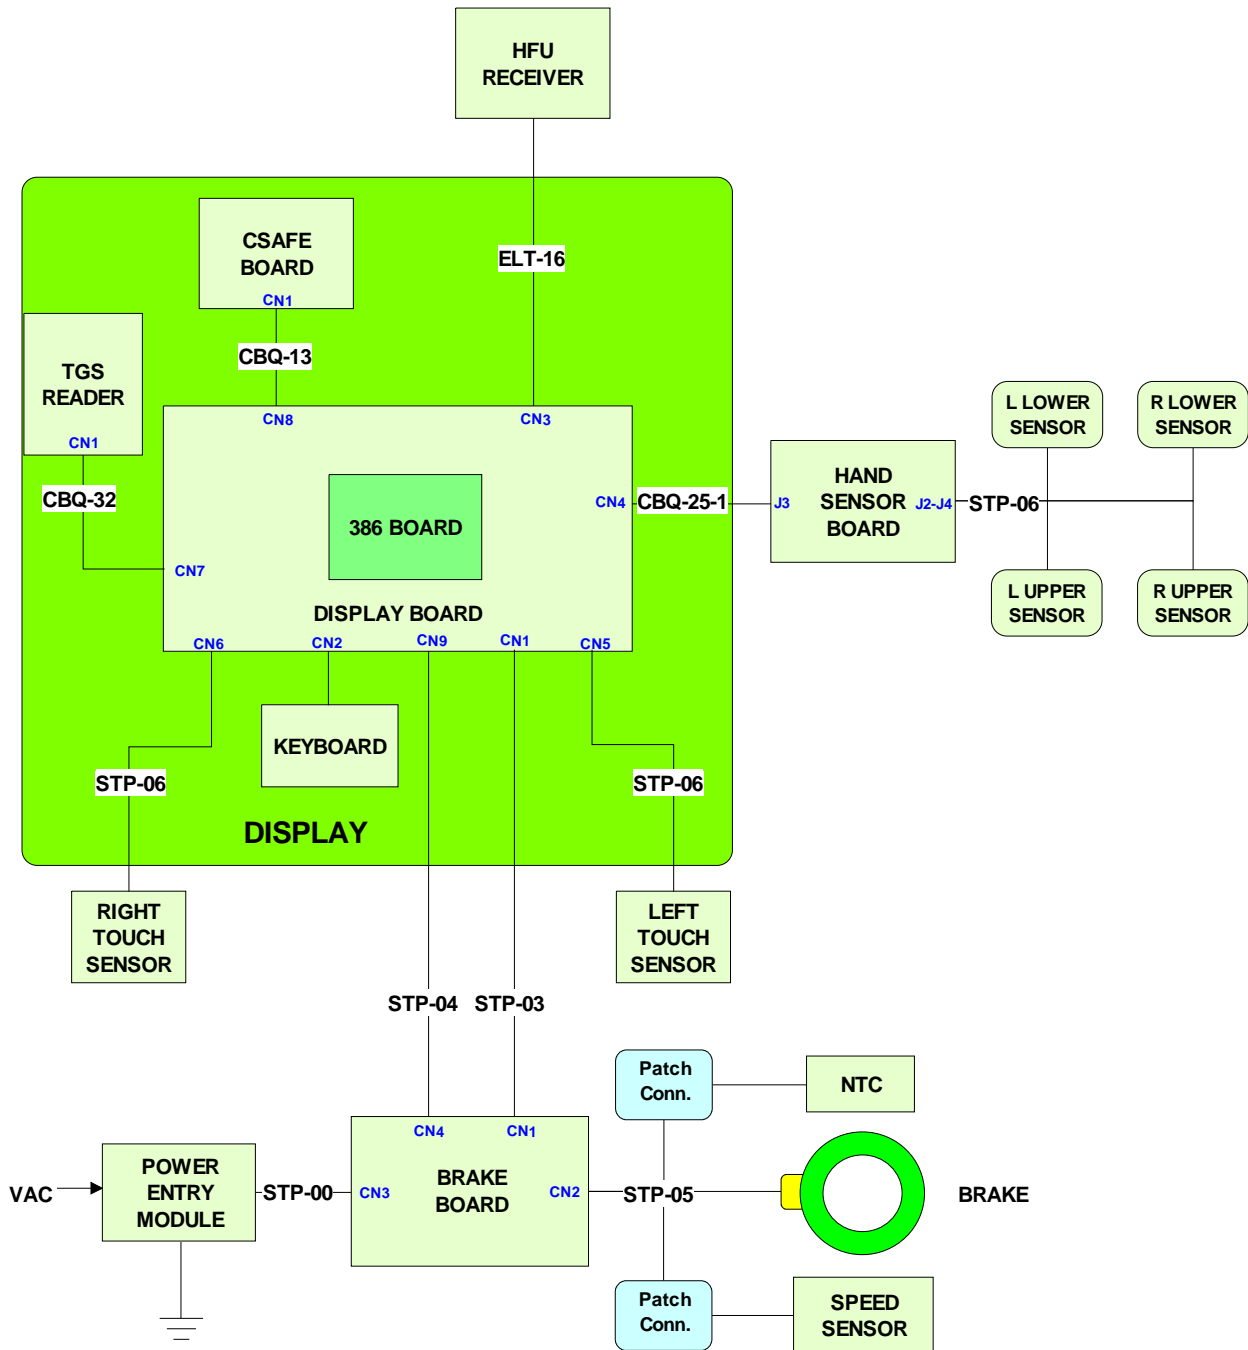 HFU
RECEIVER
CSAFE
BOARD
CN1
ELT-16
CBQ-13
TGS
READER
CN1
CBQ-32
CN8
CN3
CN4
CBQ-25-1
386 BOARD
CN7
DISPLAY BOARD
CN6
CN2
CN9
CN1
CN5
J3
HAND
SENSOR
BOARD
J2-J4
STP-06
L LOWER
SENSOR
R LOWER
SENSOR
L UPPER
SENSOR
R UPPER
SENSOR
KEYBOARD
STP-06
STP-06
DISPLAY
RIGHT
TOUCH
SENSOR
LEFT
TOUCH
SENSOR
STP-04
STP-03
Patch
Conn.
NTC
VAC
POWER
ENTRY
MODULE
STP-00
CN4
CN1
CN3
BRAKE
BOARD
CN2
STP-05
BRAKE
Patch
Conn.
SPEED
SENSOR